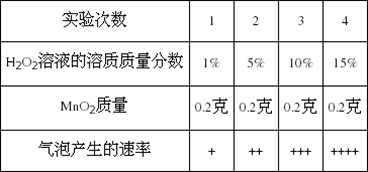 实验次数 1 2 3 4
H₂O₂溶液的溶质质量分数 1% 5% 10% 15%
MnO₂质量 0.2克 0.2克 0.2克 0.2克
气泡产生的速率 + ++ +++ ++++